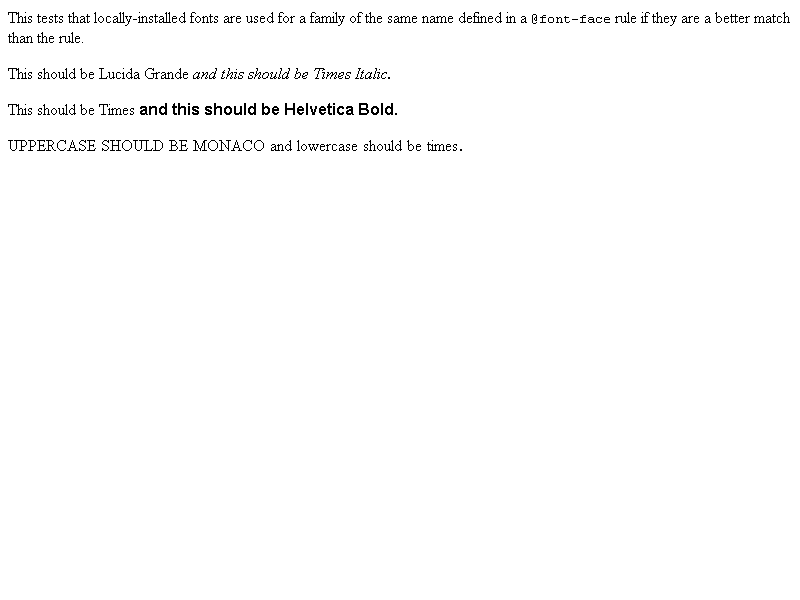 This tests that locally-installed fonts are used for a family of the same name defined in a @font-face rule if they are a better match
than the rule.
This should be Lucida Grande and this should be Times Italic.
This should be Times and this should be Helvetica Bold.
UPPERCASE SHOULD BE MONACO and lowercase should be times.